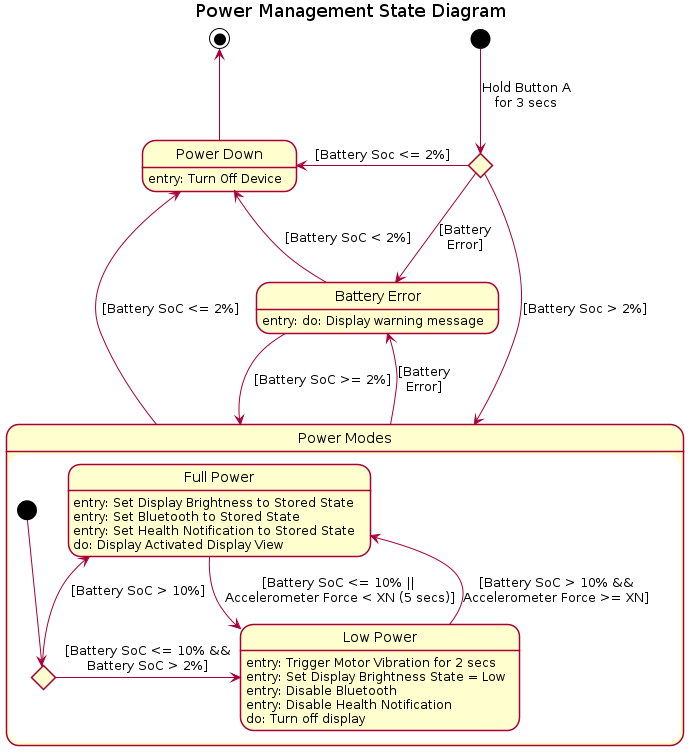 Power Management State Diagram
Hold Button A
for 3 secs
Power Down
entry: Turn Off Device
[Battery Soc <= 2%]
[Battery SoC < 2%]
[Battery
Error]
Battery Error
entry: do: Display warning message
[Battery SoC <= 2%]
[Battery Soc > 2%]
[Battery SoC >= 2%]
[Battery
Error]
Power Modes
Full Power
entry: Set Display Brightness to Stored State
entry: Set Bluetooth to Stored State
entry: Set Health Notification to Stored State
do: Display Activated Display View
[Battery SoC > 10%]
[Battery SoC <= 10% ||
Accelerometer Force < XN (5 secs)]
[Battery SoC > 10% &&
Accelerometer Force >= XN]
[Battery SoC <= 10% &&
Battery SoC > 2%]
Low Power
entry: Trigger Motor Vibration for 2 secs
entry: Set Display Brightness State = Low
entry: Disable Bluetooth
entry: Disable Health Notification
do: Turn off display